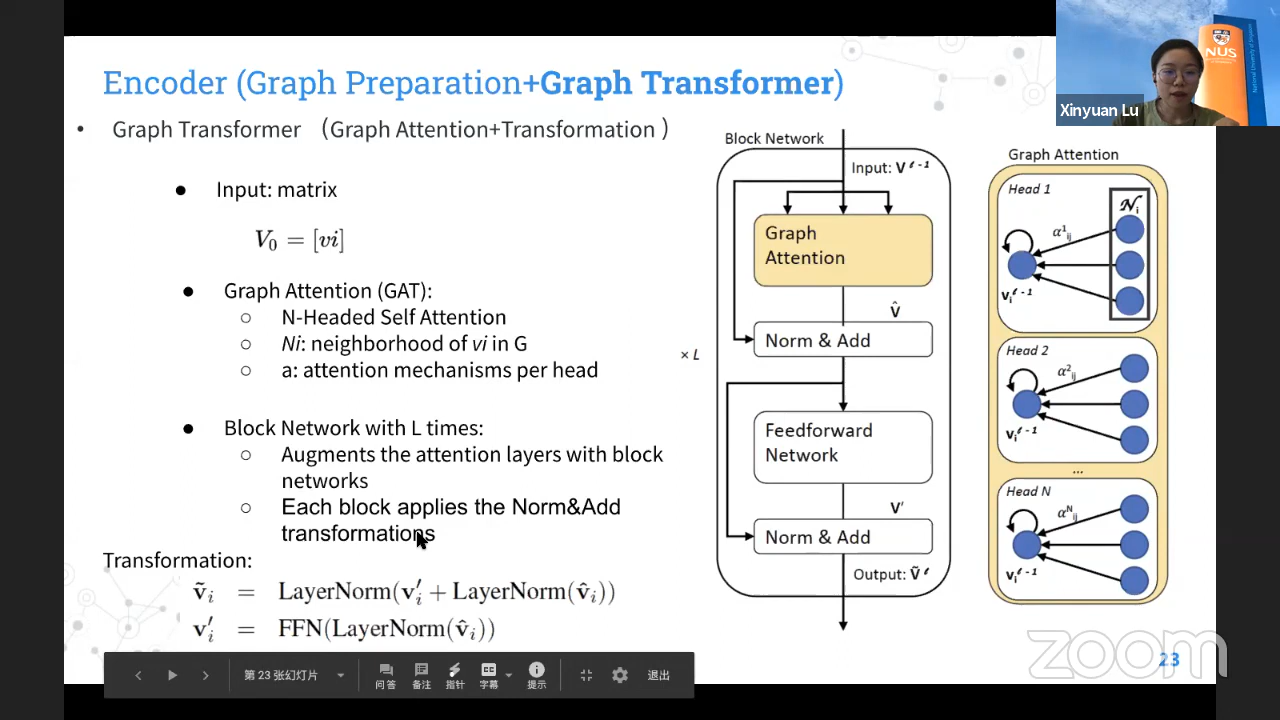 Encoder (Graph Preparation+Graph Transformer)
• Graph Transformer （Graph Attention+Transformation ）
● Input: matrix
V₀ = [vi]
● Graph Attention (GAT):
○ N-Headed Self Attention
○ Ni: neighborhood of vi in G
○ a: attention mechanisms per head
● Block Network with L times:
○ Augments the attention layers with block
networks
○ Each block applies the Norm&Add
transformations
Transformation:
ṽᵢ = LayerNorm(v′ᵢ + LayerNorm(v̂ᵢ))
v′ᵢ = FFN(LayerNorm(v̂ᵢ))
Block Network
Input: V^ℓ⁻¹
Graph
Attention
V̂
Norm & Add
× L
Feedforward
Network
V′
Norm & Add
Output: Ṽ^ℓ
Graph Attention
Head 1
𝒩ᵢ
α¹ᵢⱼ
vᵢ^ℓ⁻¹
Head 2
α²ᵢⱼ
vᵢ^ℓ⁻¹
...
Head N
αᴺᵢⱼ
vᵢ^ℓ⁻¹
NUS
Xinyuan Lu
zoom
23
第 23 张幻灯片
问答
备注
指针
字幕
提示
退出